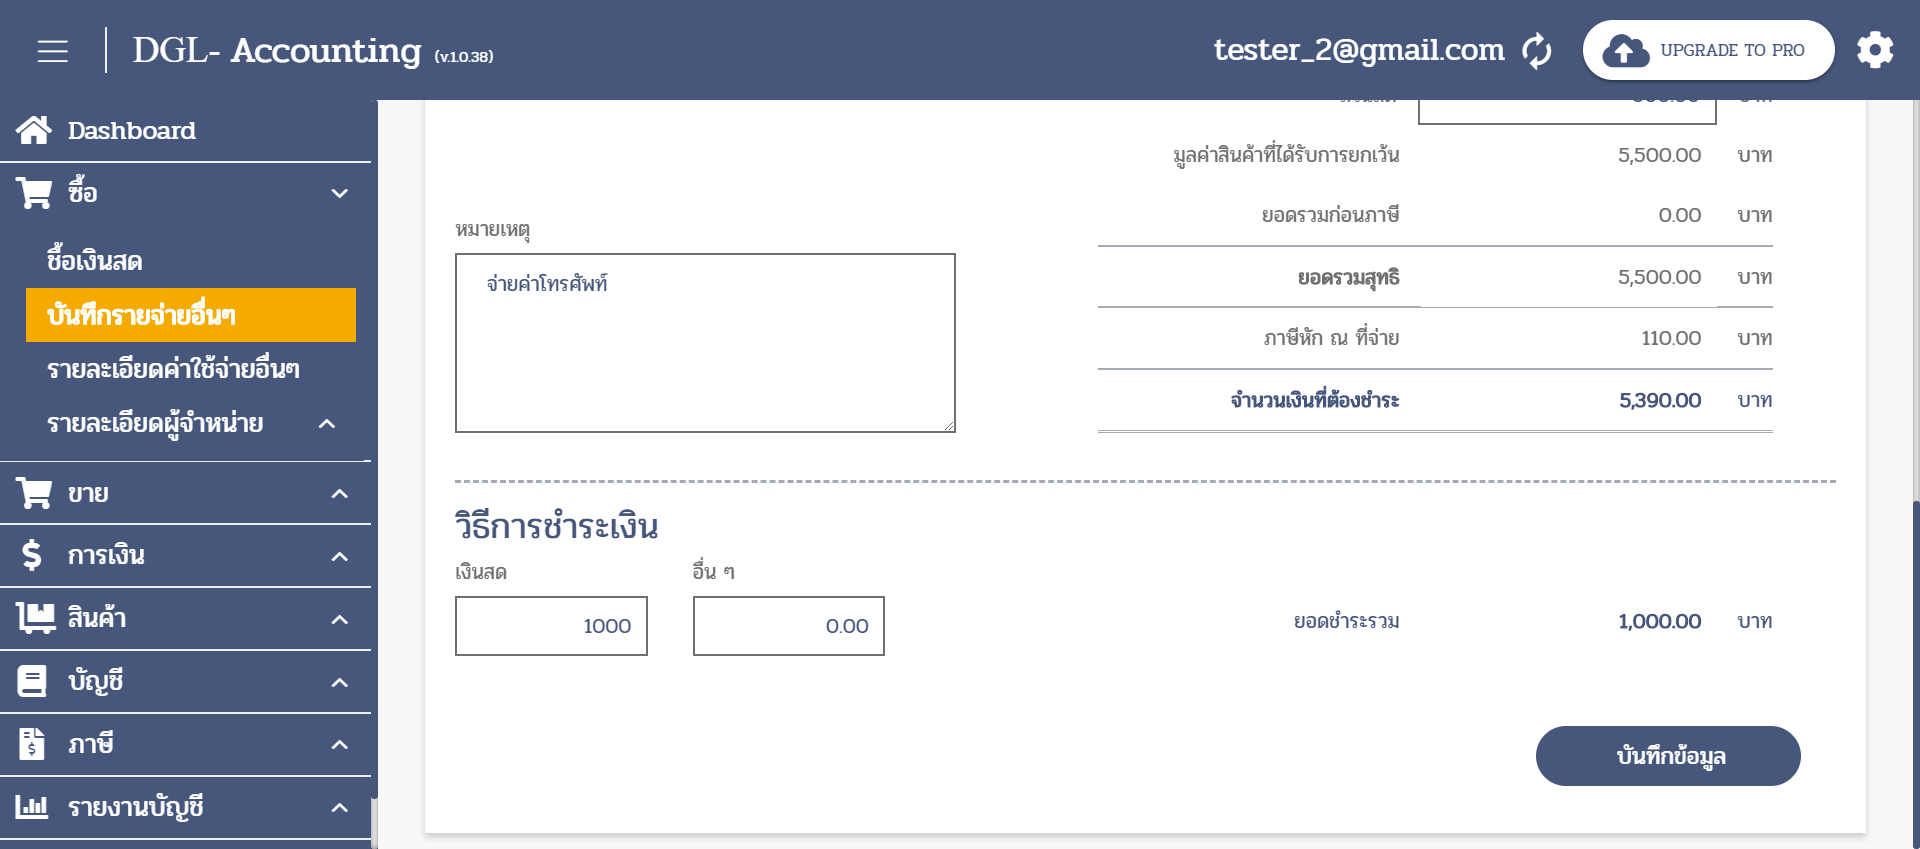 DGL- Accounting (v.1.0.38)
tester_2@gmail.com
UPGRADE TO PRO
Dashboard
ซื้อ
ซื้อเงินสด
บันทึกรายจ่ายอื่นๆ
รายละเอียดค่าใช้จ่ายอื่นๆ
รายละเอียดผู้จำหน่าย
ขาย
การเงิน
สินค้า
บัญชี
ภาษี
รายงานบัญชี
มูลค่าสินค้าที่ได้รับการยกเว้น 5,500.00 บาท
ยอดรวมก่อนภาษี 0.00 บาท
หมายเหตุ
จ่ายค่าโทรศัพท์
ยอดรวมสุทธิ 5,500.00 บาท
ภาษีหัก ณ ที่จ่าย 110.00 บาท
จำนวนเงินที่ต้องชำระ 5,390.00 บาท
วิธีการชำระเงิน
เงินสด อื่น ๆ
1000 0.00
ยอดชำระรวม 1,000.00 บาท
บันทึกข้อมูล